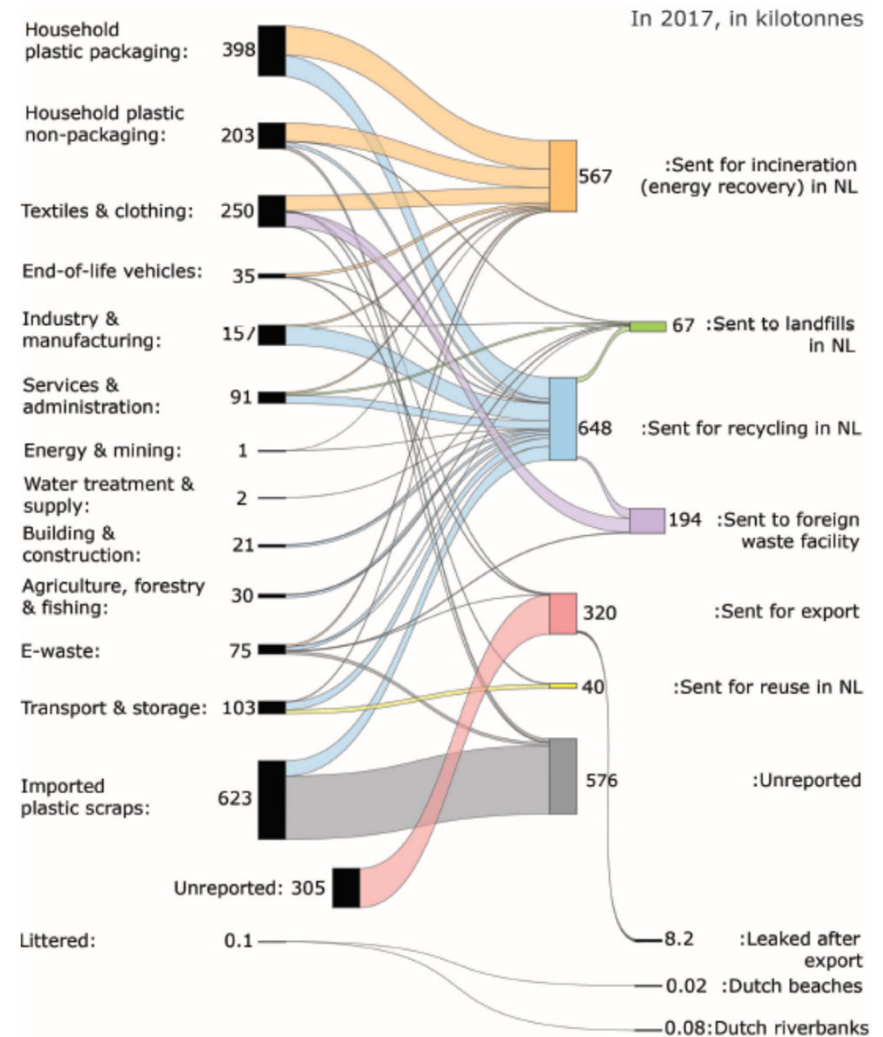 In 2017, in kilotonnes
Household
plastic packaging: 398
Household plastic
non-packaging: 203
Textiles & clothing: 250
End-of-life vehicles: 35
Industry &
manufacturing: 157
Services &
administration: 91
Energy & mining: 1
Water treatment &
supply: 2
Building &
construction: 21
Agriculture, forestry
& fishing: 30
E-waste: 75
Transport & storage: 103
Imported
plastic scraps: 623
Unreported: 305
Littered: 0.1
567 :Sent for incineration
(energy recovery) in NL
67 :Sent to landfills
in NL
648 :Sent for recycling in NL
194 :Sent to foreign
waste facility
320 :Sent for export
40 :Sent for reuse in NL
576 :Unreported
8.2 :Leaked after
export
0.02 :Dutch beaches
0.08:Dutch riverbanks